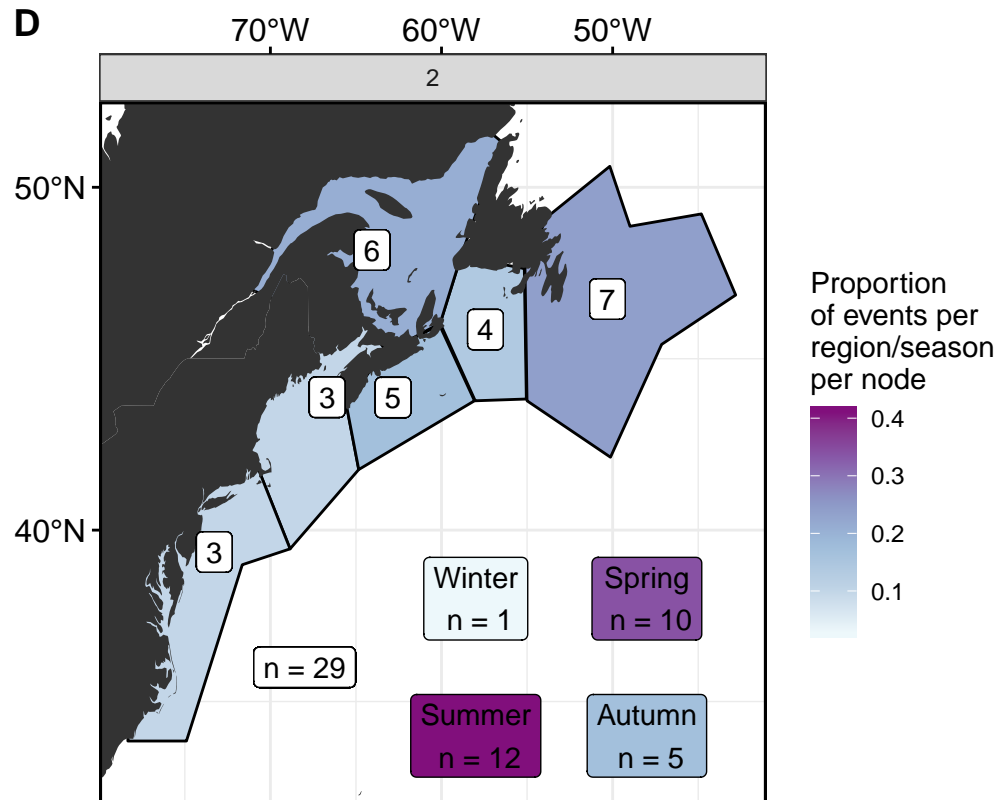 D
70°W 60°W 50°W
2
50°N
40°N
6
7
4
3
5
3
n = 29
Winter
n = 1
Spring
n = 10
Summer
n = 12
Autumn
n = 5
Proportion
of events per
region/season
per node
0.4
0.3
0.2
0.1